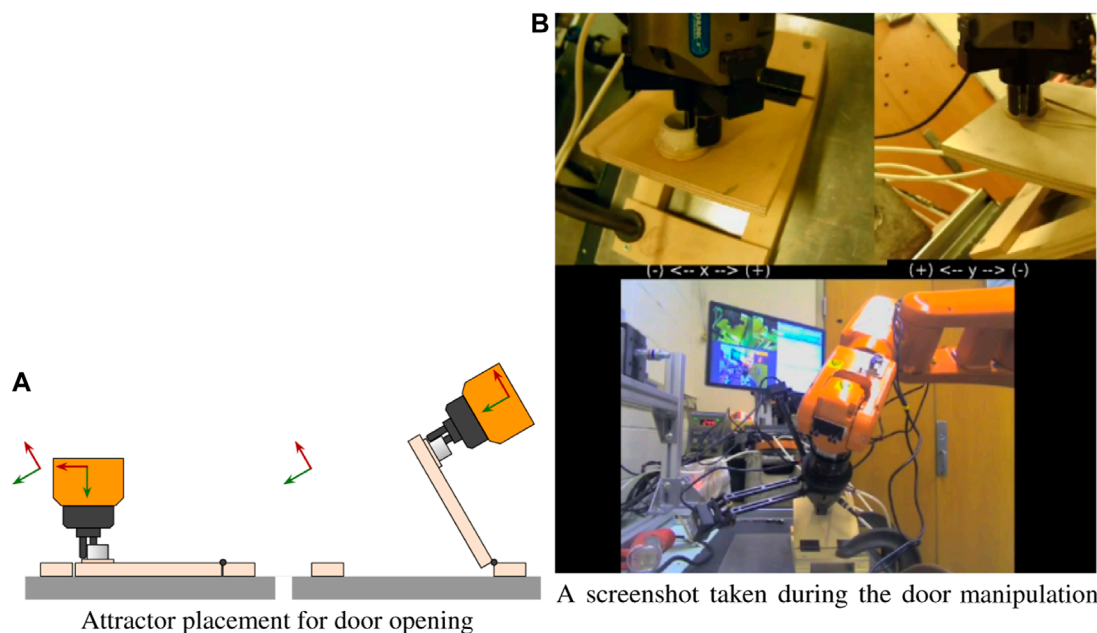 B
(-) <-- x --> (+)
(+) <-- y --> (-)
A
Attractor placement for door opening
A screenshot taken during the door manipulation